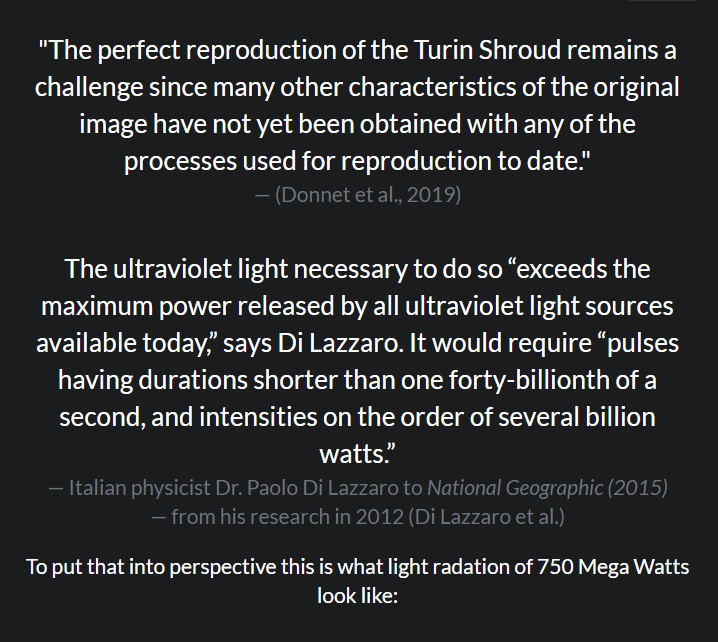 "The perfect reproduction of the Turin Shroud remains a
challenge since many other characteristics of the original
image have not yet been obtained with any of the
processes used for reproduction to date."
— (Donnet et al., 2019)
The ultraviolet light necessary to do so “exceeds the
maximum power released by all ultraviolet light sources
available today,” says Di Lazzaro. It would require “pulses
having durations shorter than one forty-billionth of a
second, and intensities on the order of several billion
watts.”
— Italian physicist Dr. Paolo Di Lazzaro to National Geographic (2015)
— from his research in 2012 (Di Lazzaro et al.)
To put that into perspective this is what light radation of 750 Mega Watts
look like: